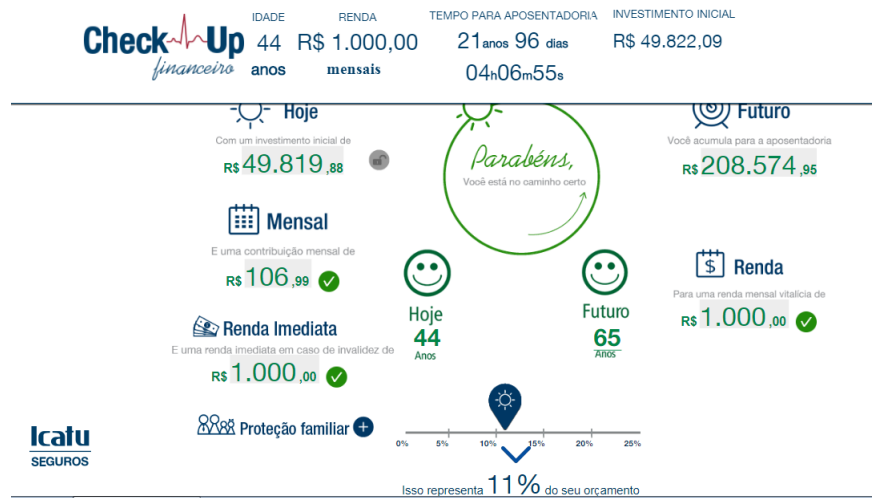 Check Up
financeiro
IDADE
44
anos
RENDA
R$ 1.000,00
mensais
TEMPO PARA APOSENTADORIA
21 anos 96 dias
04h06m55s
INVESTIMENTO INICIAL
R$ 49.822,09
Hoje
Com um investimento inicial de
R$ 49.819,88
Mensal
E uma contribuição mensal de
R$ 106,99
Renda Imediata
E uma renda imediata em caso de invalidez de
R$ 1.000,00
Proteção familiar +
Parabéns,
Você está no caminho certo
Hoje
44
Anos
Futuro
65
Anos
0% 5% 10% 15% 20% 25%
Isso representa 11% do seu orçamento
Futuro
Você acumula para a aposentadoria
R$ 208.574,95
$ Renda
Para uma renda mensal vitalícia de
R$ 1.000,00
Icatu
SEGUROS